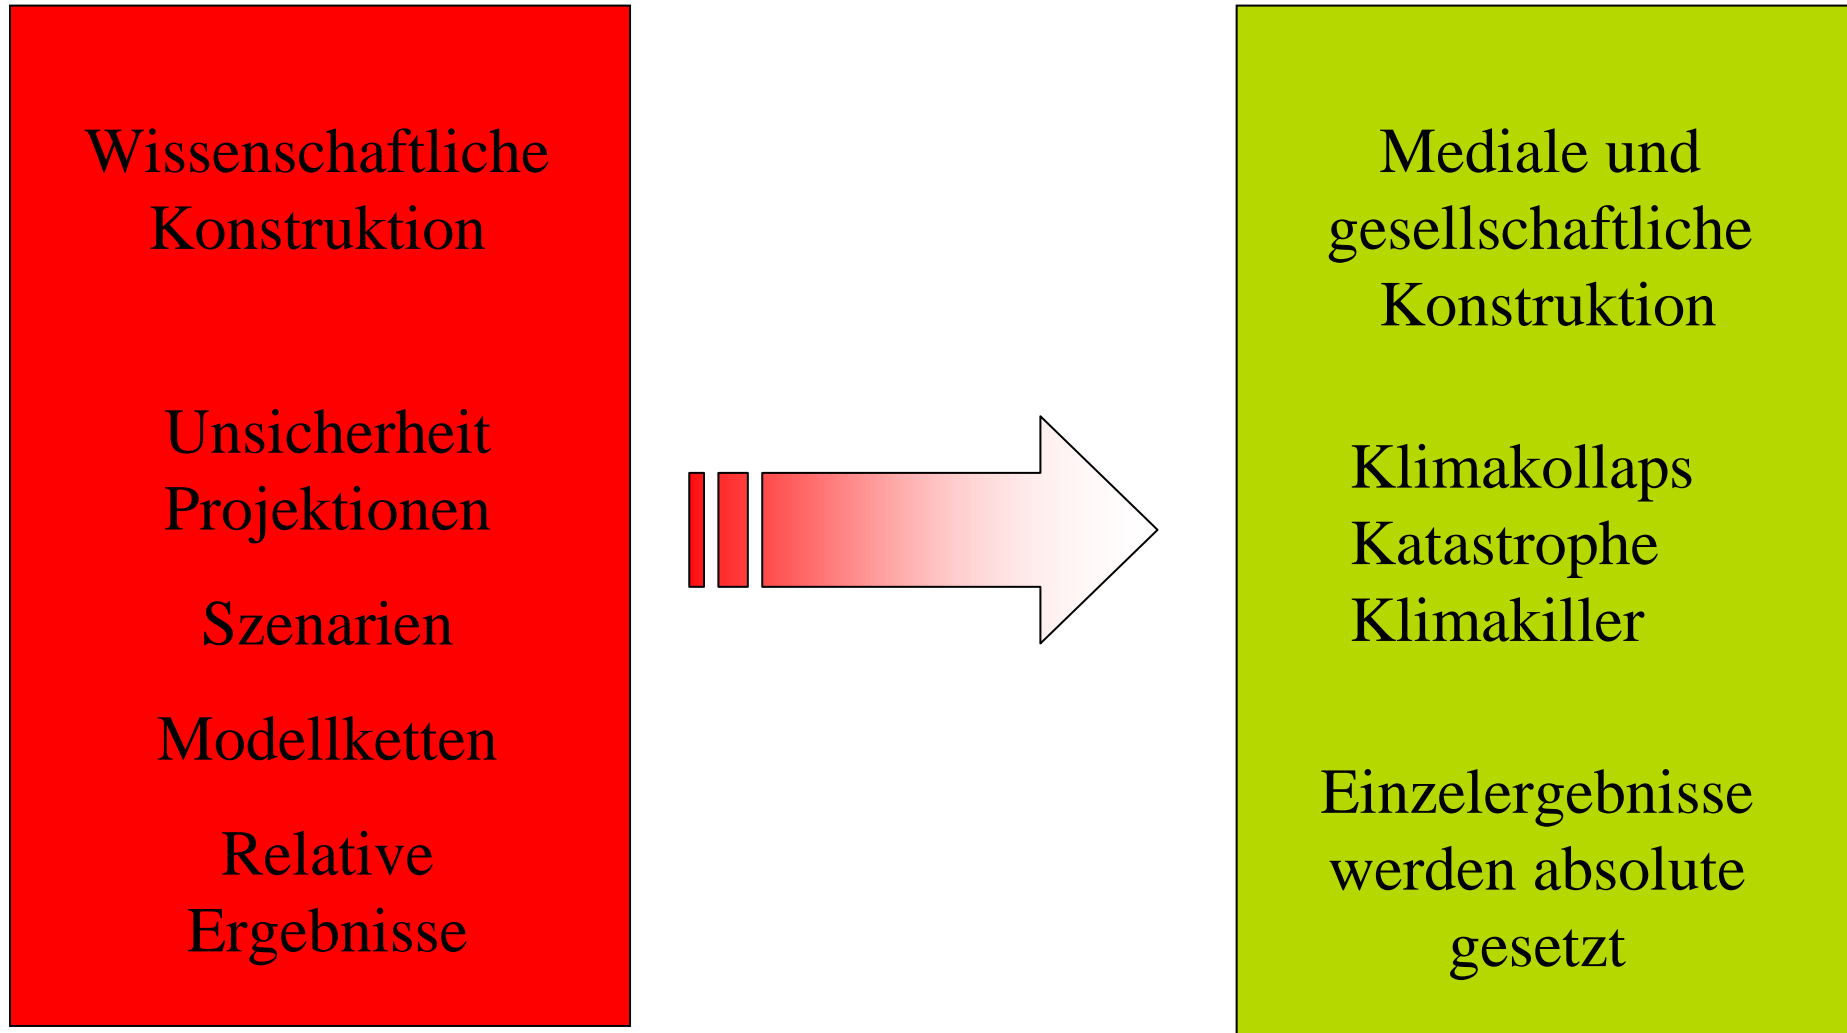 Wissenschaftliche
Konstruktion
Unsicherheit
Projektionen
Szenarien
Modellketten
Relative
Ergebnisse
Mediale und
gesellschaftliche
Konstruktion
Klimakollaps
Katastrophe
Klimakiller
Einzelergebnisse
werden absolute
gesetzt